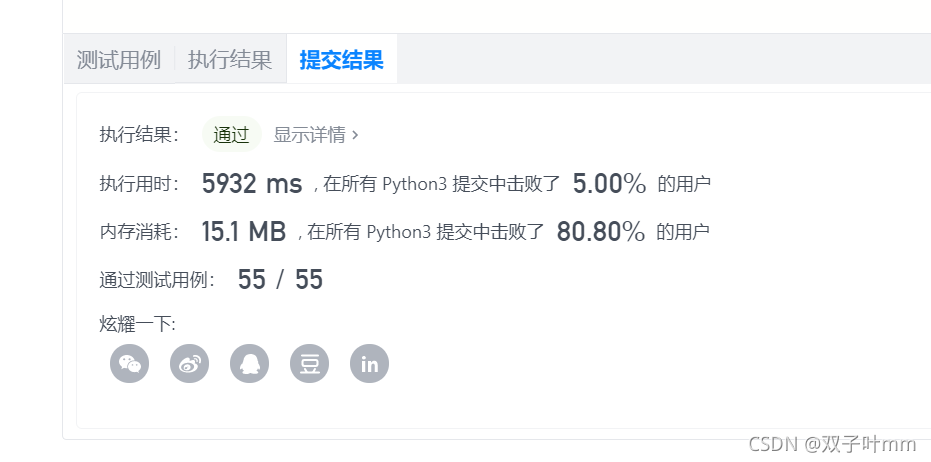 测试用例 执行结果 提交结果
执行结果： 通过 显示详情 ›
执行用时： 5932 ms , 在所有 Python3 提交中击败了 5.00% 的用户
内存消耗： 15.1 MB , 在所有 Python3 提交中击败了 80.80% 的用户
通过测试用例： 55 / 55
炫耀一下:
豆 in
CSDN @双子叶mm